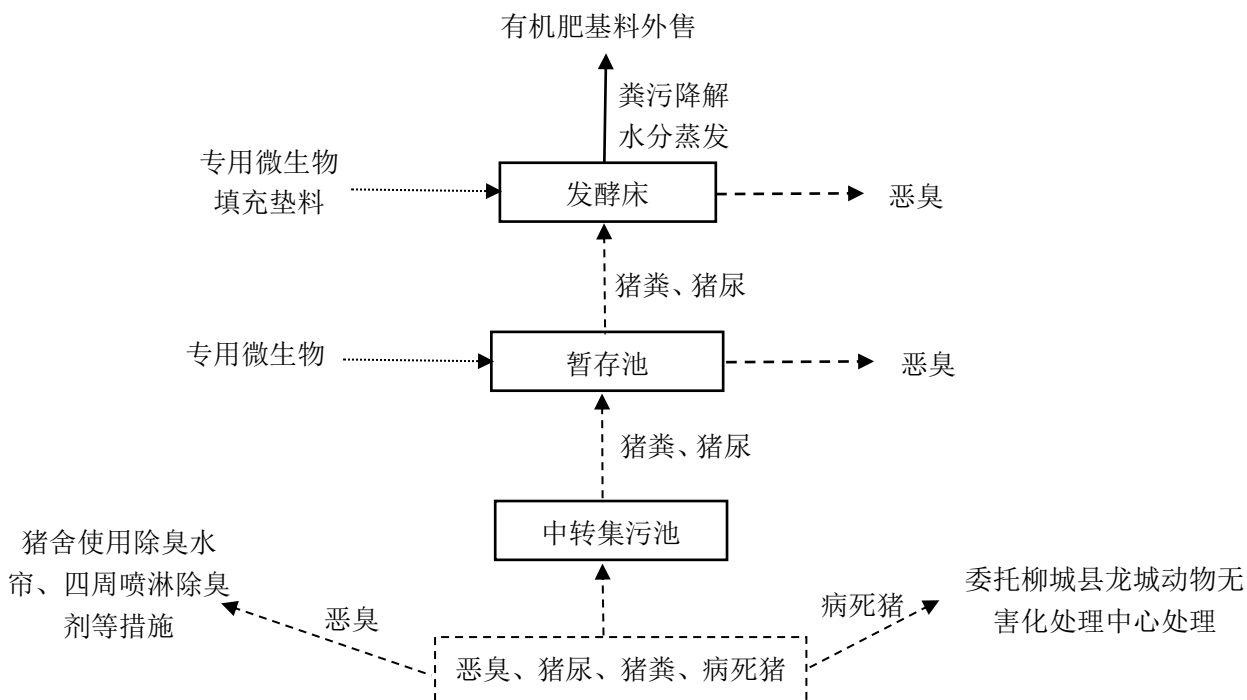 有机肥基料外售
粪污降解
水分蒸发
专用微生物
填充垫料
发酵床
恶臭
猪粪、猪尿
专用微生物
暂存池
恶臭
猪粪、猪尿
中转集污池
猪舍使用除臭水
帘、四周喷淋除臭
剂等措施
恶臭
病死猪
委托柳城县龙城动物无
害化处理中心处理
恶臭、猪尿、猪粪、病死猪